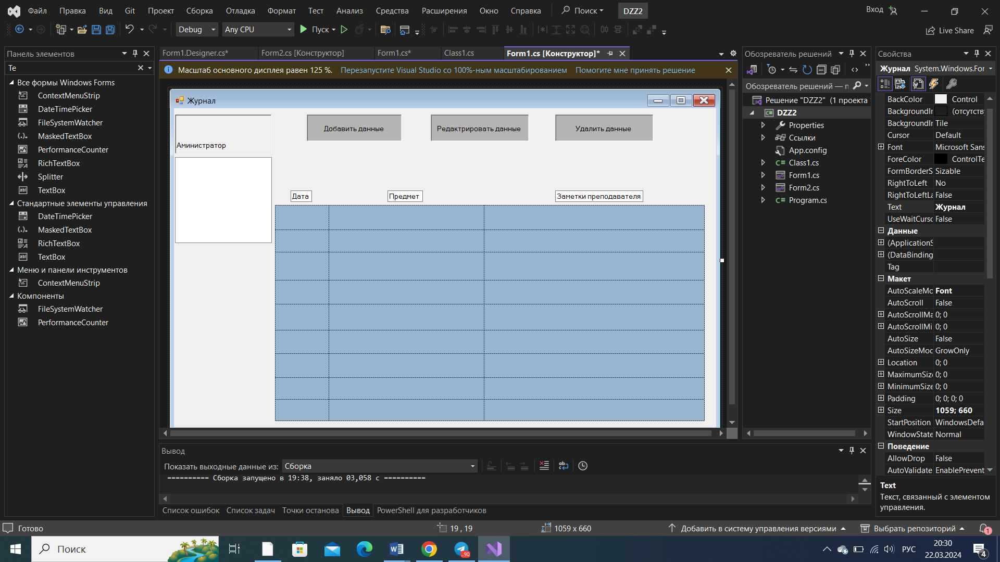 Файл Правка Вид Git Проект Сборка Отладка Формат Тест Анализ Средства Расширения Окно Справка Поиск DZZ2 Вход
Debug Any CPU Пуск Live Share
Панель элементов
Те
Все формы Windows Forms
ContextMenuStrip
DateTimePicker
FileSystemWatcher
MaskedTextBox
PerformanceCounter
RichTextBox
Splitter
TextBox
Стандартные элементы управления
DateTimePicker
MaskedTextBox
RichTextBox
TextBox
Меню и панели инструментов
ContextMenuStrip
Компоненты
FileSystemWatcher
PerformanceCounter
Form1.Designer.cs* Form2.cs [Конструктор] Form1.cs* Class1.cs Form1.cs [Конструктор]*
Масштаб основного дисплея равен 125 %. Перезапустите Visual Studio со 100%-ным масштабированием Помогите мне принять решение
Журнал
Аминистратор
Добавить данные
Редактрировать данные
Удалить данные
Дата
Предмет
Заметки преподавателя
Вывод
Показать выходные данные из: Сборка
========== Сборка запущено в 19:38, заняло 03,058 с ==========
Список ошибок Список задач Точки останова Вывод PowerShell для разработчиков
Обозреватель решений
Обозреватель решений — п
Решение "DZZ2" (1 проекта
DZZ2
Properties
Ссылки
App.config
Class1.cs
Form1.cs
Form2.cs
Program.cs
Свойства
Журнал System.Windows.For
BackColor Control
BackgroundIr (отсутств
BackgroundIr Tile
Cursor Default
Font Microsoft Sans
ForeColor ControlTe
FormBorderS Sizable
RightToLeft No
RightToLeftLa False
Text Журнал
UseWaitCurso False
Данные
(ApplicationS
(DataBinding
Tag
Макет
AutoScaleMo Font
AutoScroll False
AutoScrollMa 0; 0
AutoScrollMi 0; 0
AutoSize False
AutoSizeMod GrowOnly
Location 0; 0
MaximumSize 0; 0
MinimumSize 0; 0
Padding 0; 0; 0; 0
Size 1059; 660
StartPosition WindowsDefa
WindowState Normal
Поведение
AllowDrop False
AutoValidate EnablePrevent
Text
Текст, связанный с элементом
управления.
Готово 19 , 19 1059 x 660 Добавить в систему управления версиями Выбрать репозиторий 1
Поиск ..90 РУС 20:30
22.03.2024 4